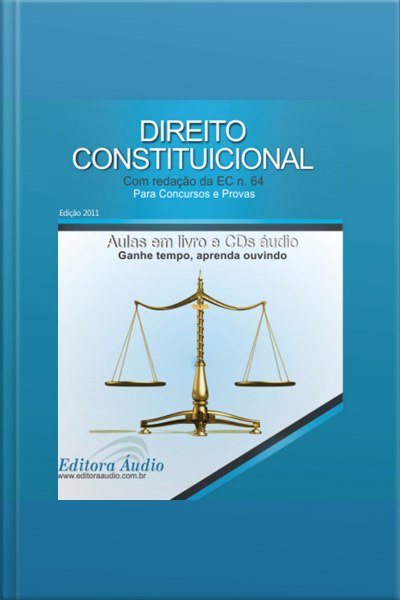 DIREITO
CONSTITUICIONAL
Com redação da EC n. 64
Para Concursos e Provas
Edição 2011
Aulas em livro e CDs áudio
Ganhe tempo, aprenda ouvindo
Editora Áudio
www.editoraaudio.com.br